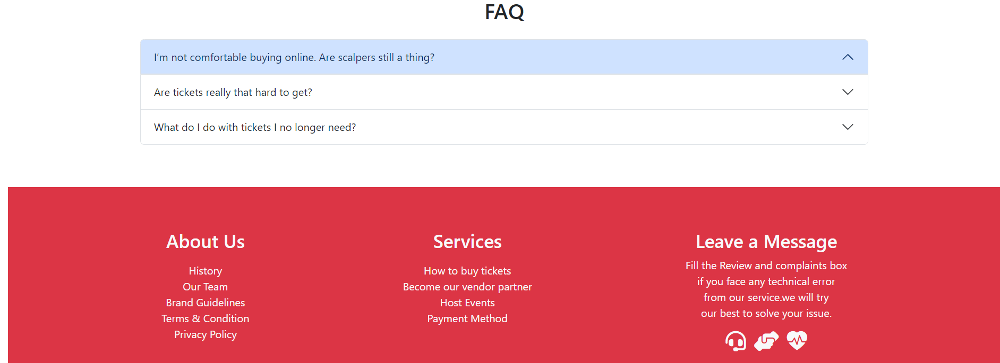 FAQ
I’m not comfortable buying online. Are scalpers still a thing?
Are tickets really that hard to get?
What do I do with tickets I no longer need?
About Us
History
Our Team
Brand Guidelines
Terms & Condition
Privacy Policy
Services
How to buy tickets
Become our vendor partner
Host Events
Payment Method
Leave a Message
Fill the Review and complaints box
if you face any technical error
from our service.we will try
our best to solve your issue.